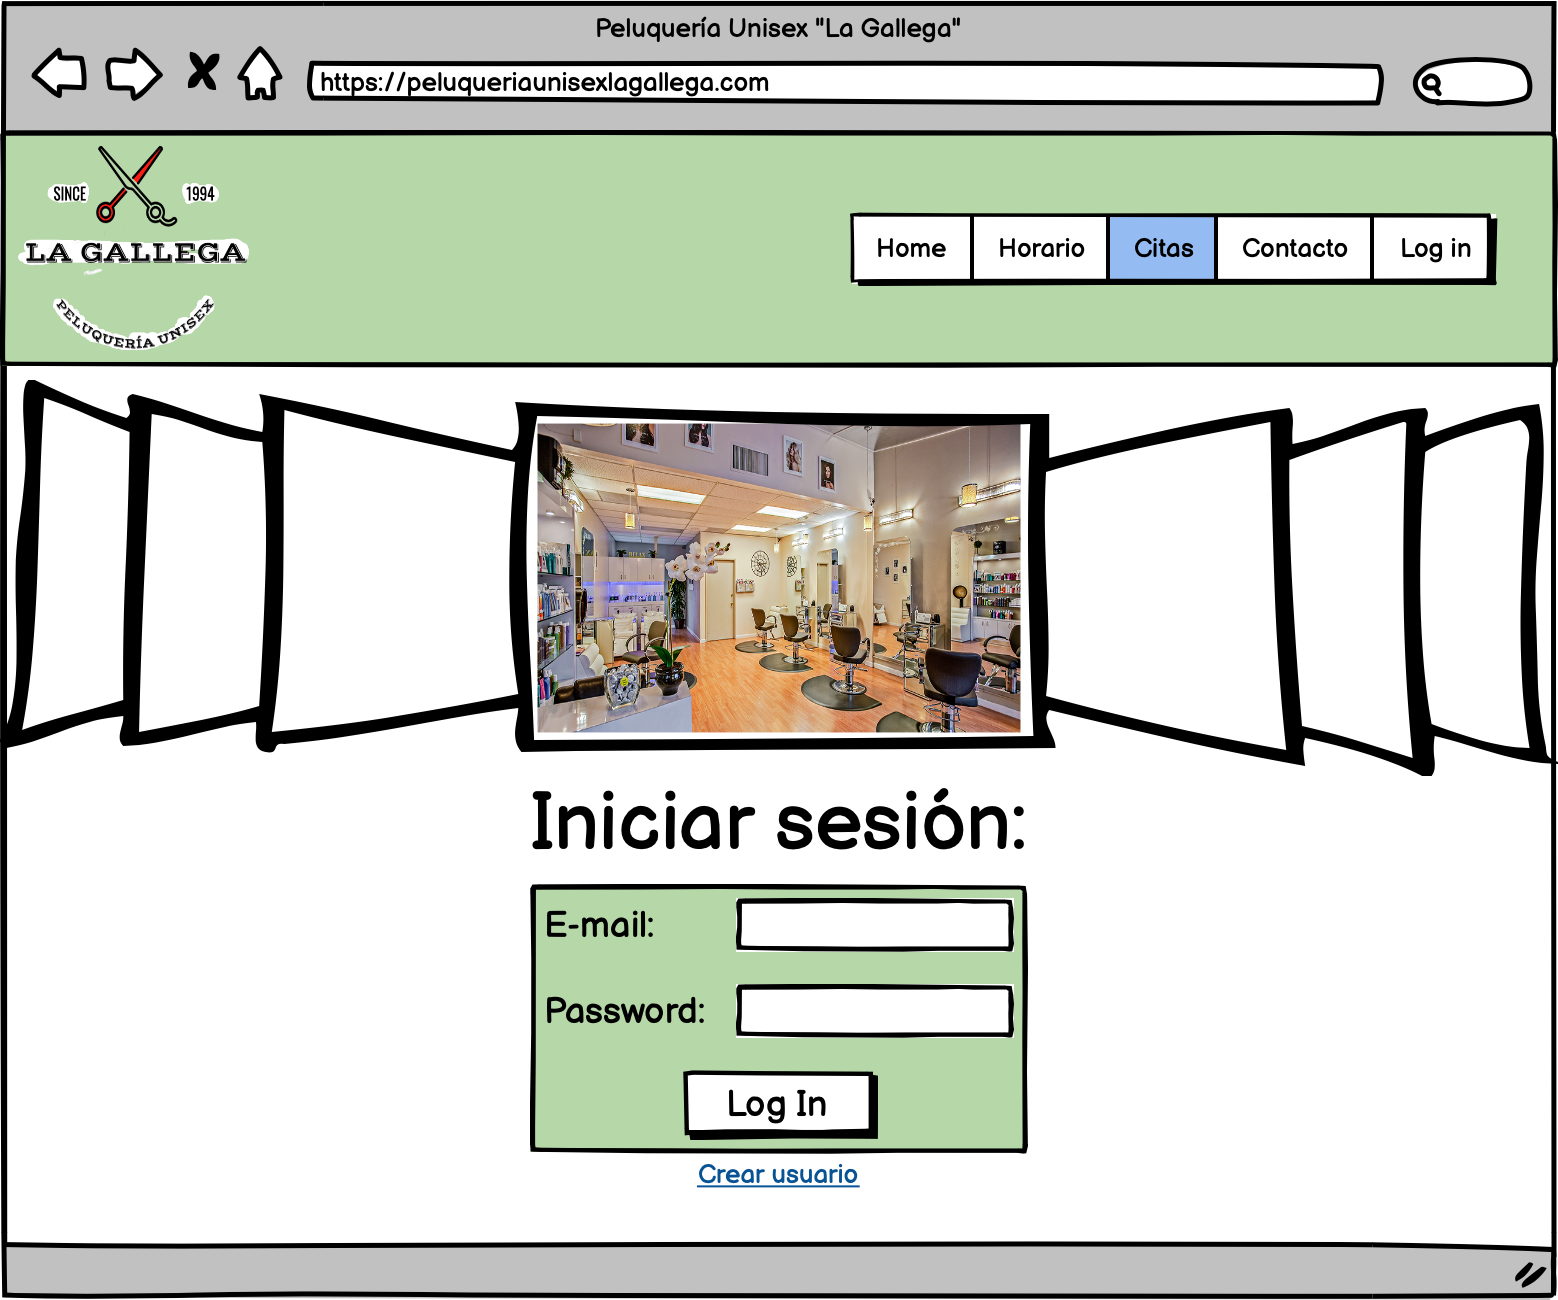 Peluquería Unisex "La Gallega"
https://peluqueriaunisexlagallega.com
SINCE 1994
LA GALLEGA
PELUQUERÍA UNISEX
Home Horario Citas Contacto Log in
RELAX
Iniciar sesión:
E-mail:
Password:
Log In
Crear usuario